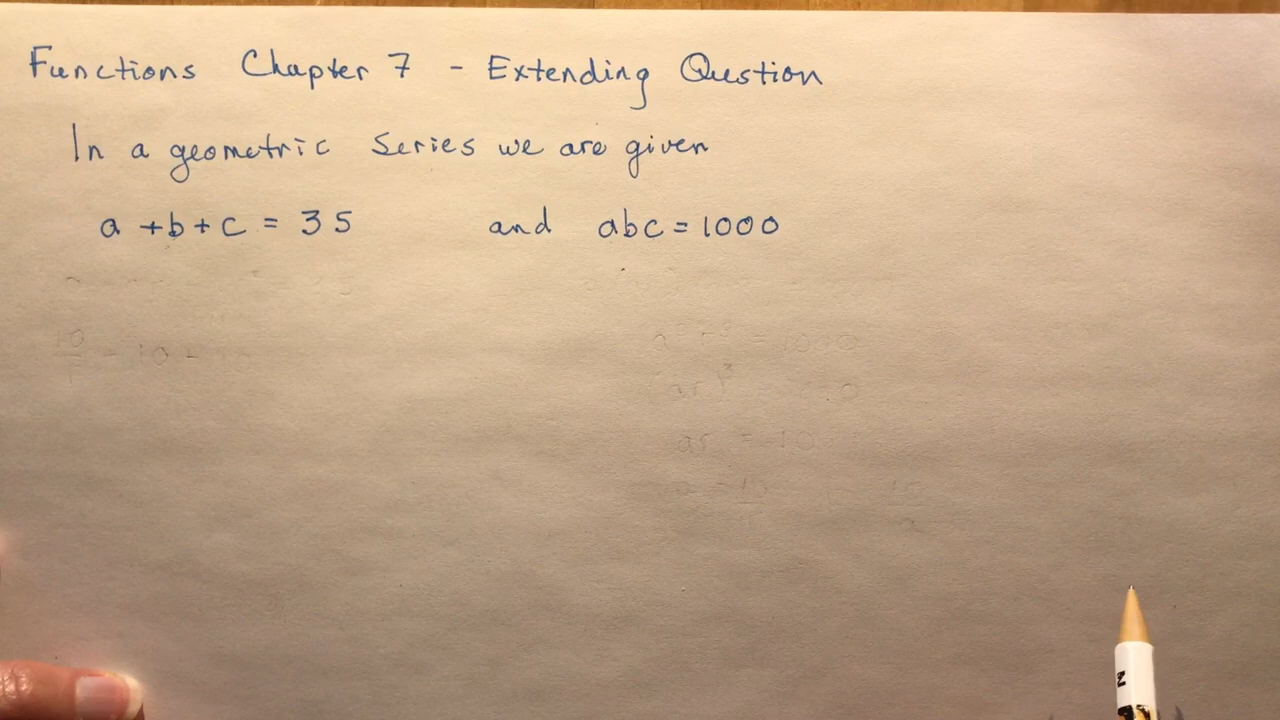 Functions Chapter 7 - Extending Question
In a geometric Series we are given
a + b + c = 35 and abc = 1000